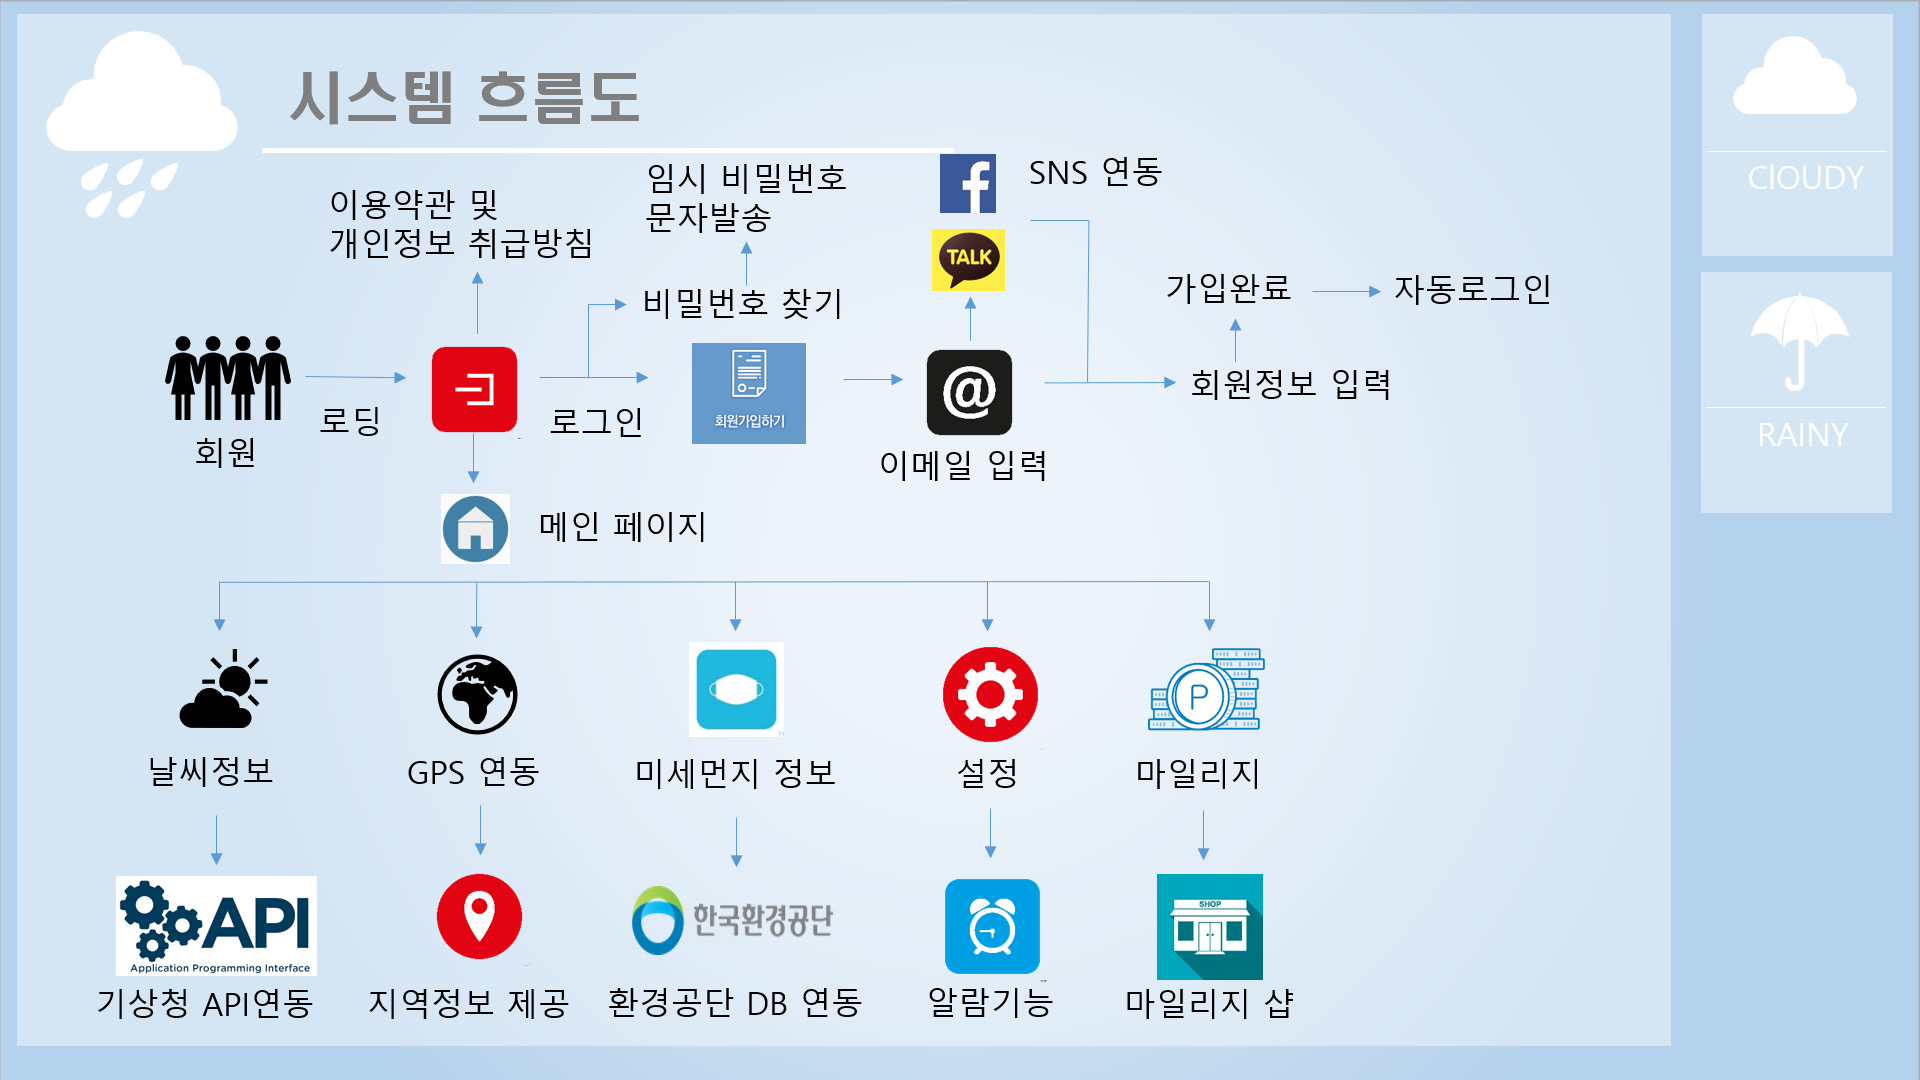 시스템 흐름도
ClOUDY
RAINY
이용약관 및
개인정보 취급방침
임시 비밀번호
문자발송
SNS 연동
TALK
비밀번호 찾기
가입완료
자동로그인
회원
로딩
로그인
회원가입하기
@
이메일 입력
회원정보 입력
메인 페이지
P
날씨정보
GPS 연동
미세먼지 정보
설정
마일리지
API
Application Programming Interface
한국환경공단
SHOP
기상청 API연동
지역정보 제공
환경공단 DB 연동
알람기능
마일리지 샵